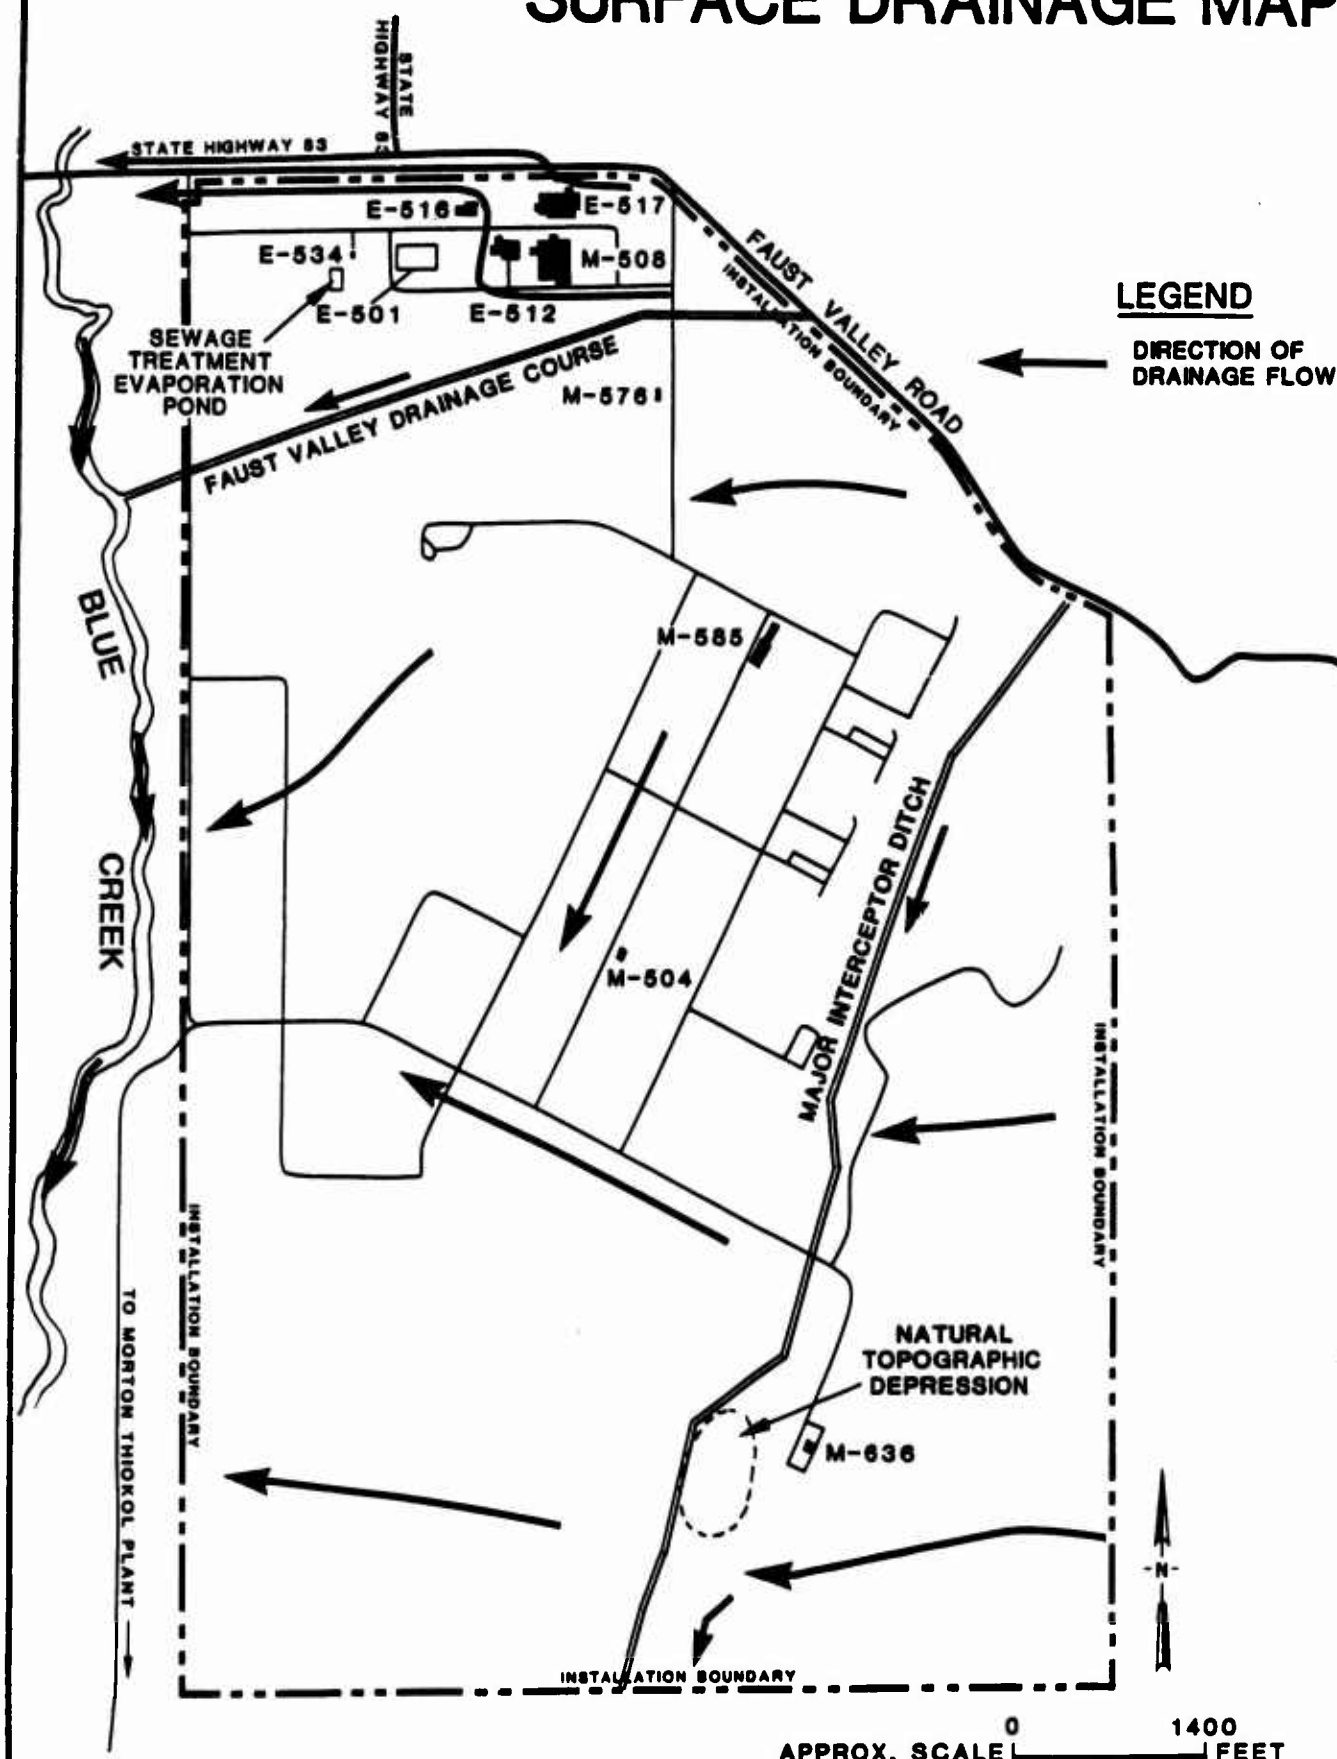 SURFACE DRAINAGE MAP
STATE
HIGHWAY 83
STATE HIGHWAY 83
E-516
E-517
E-534
M-508
E-501
E-512
SEWAGE
TREATMENT
EVAPORATION
POND
FAUST VALLEY ROAD
INSTALLATION BOUNDARY
LEGEND
DIRECTION OF
DRAINAGE FLOW
M-576
FAUST VALLEY DRAINAGE COURSE
BLUE
CREEK
M-585
MAJOR INTERCEPTOR DITCH
M-504
INSTALLATION BOUNDARY
INSTALLATION BOUNDARY
TO MORTON THIOKOL PLANT
NATURAL
TOPOGRAPHIC
DEPRESSION
M-636
-N-
INSTALLATION BOUNDARY
0 1400
APPROX. SCALE FEET